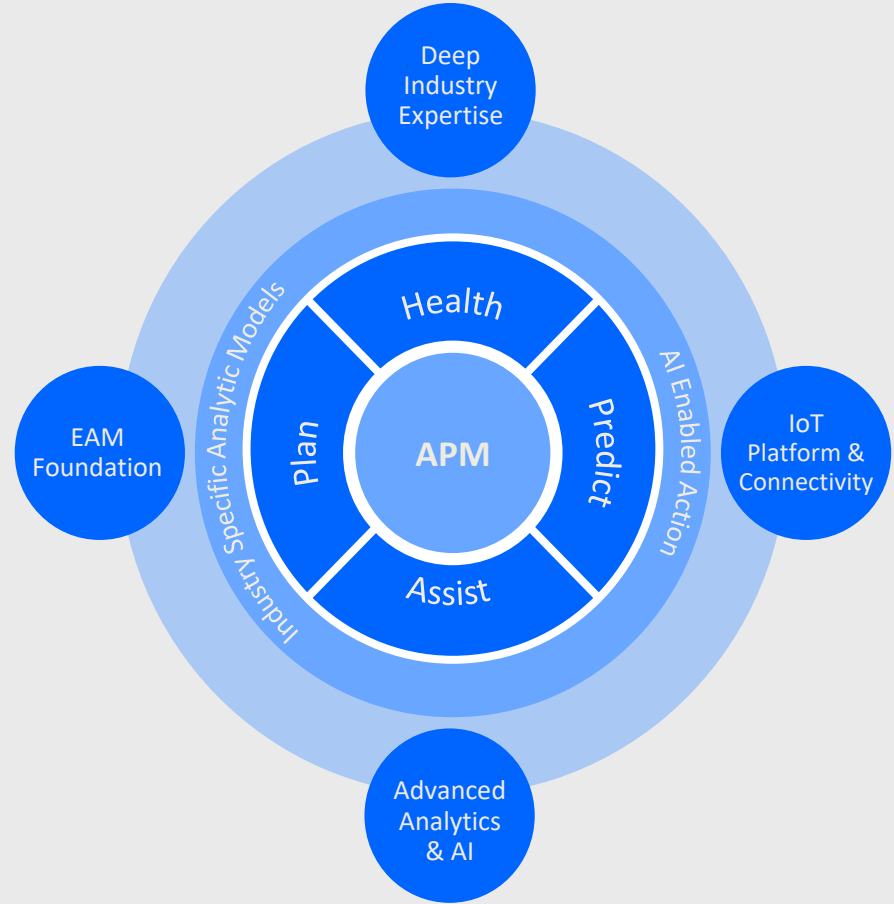 Deep
Industry
Expertise
Health
Industry Specific Analytic Models
AI Enabled Action
EAM
Foundation
Plan
APM
Predict
IoT
Platform &
Connectivity
Assist
Advanced
Analytics
& AI